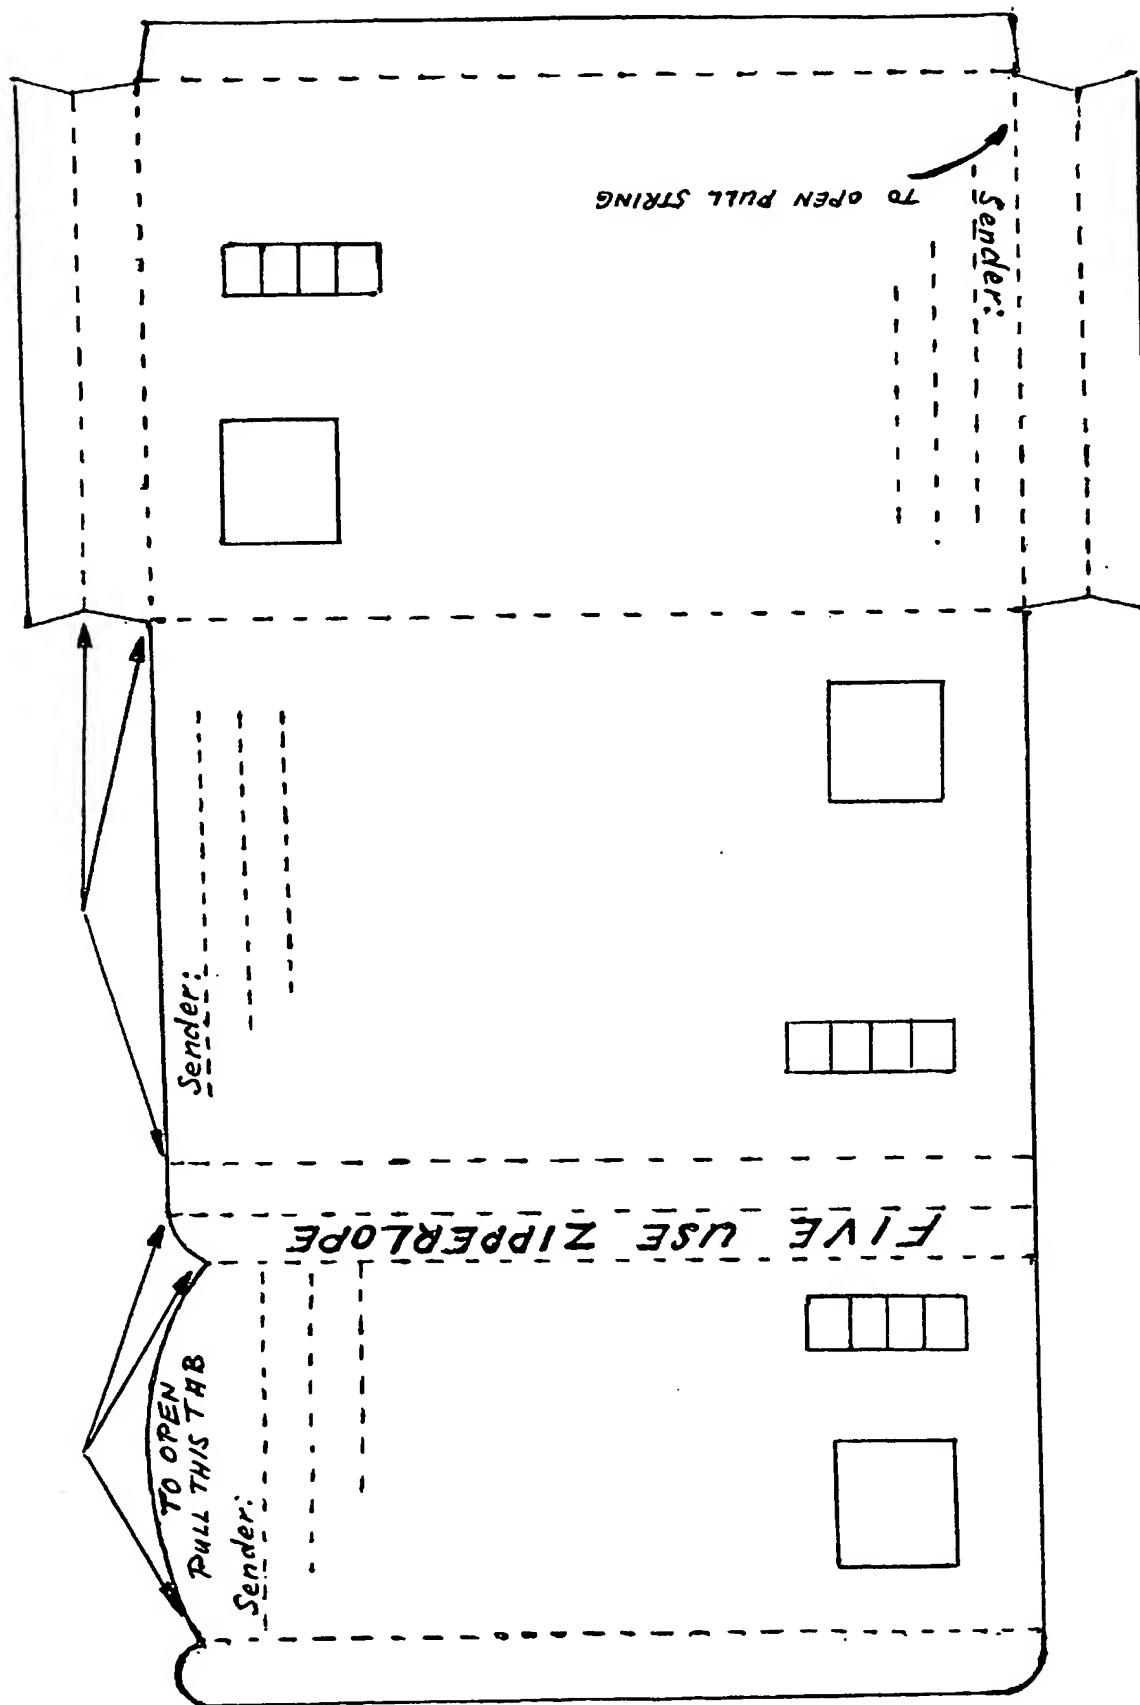 TO OPEN PULL STRING
Sender:
Sender:
FIVE USE ZIPPERLOPE
TO OPEN
PULL THIS TAB
Sender: